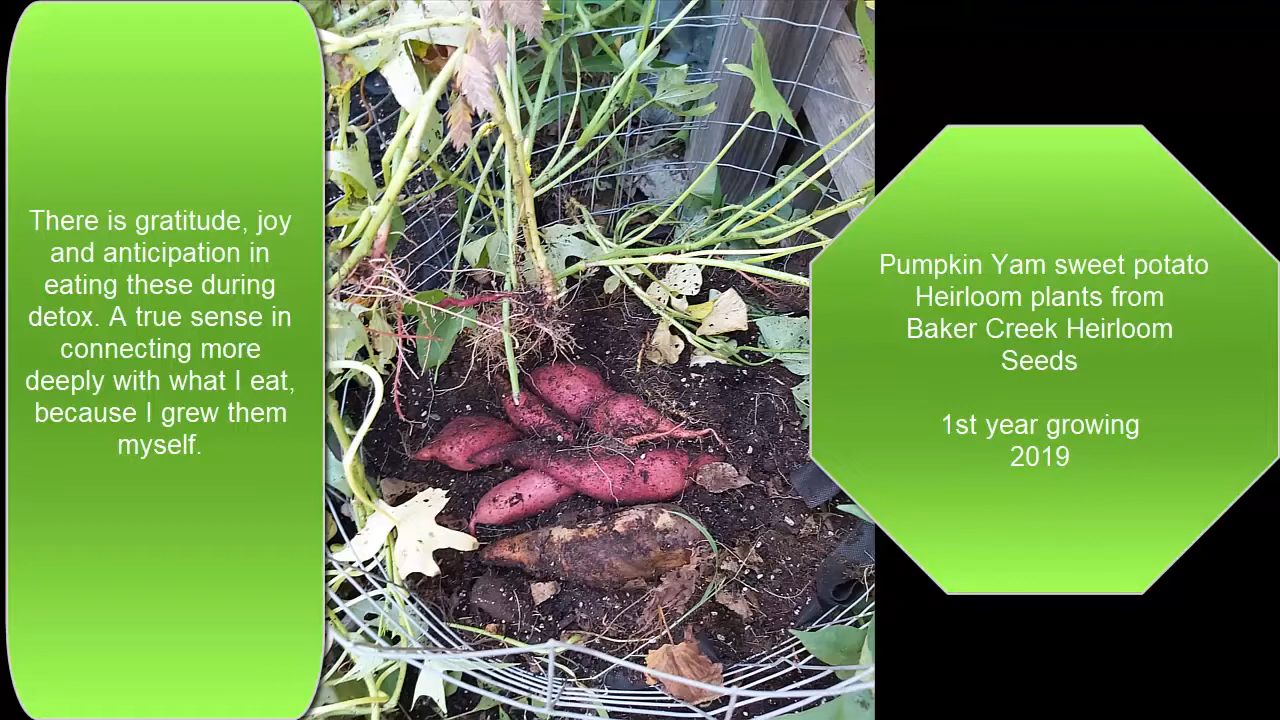 There is gratitude, joy
and anticipation in
eating these during
detox. A true sense in
connecting more
deeply with what I eat,
because I grew them
myself.
Pumpkin Yam sweet potato
Heirloom plants from
Baker Creek Heirloom
Seeds
1st year growing
2019